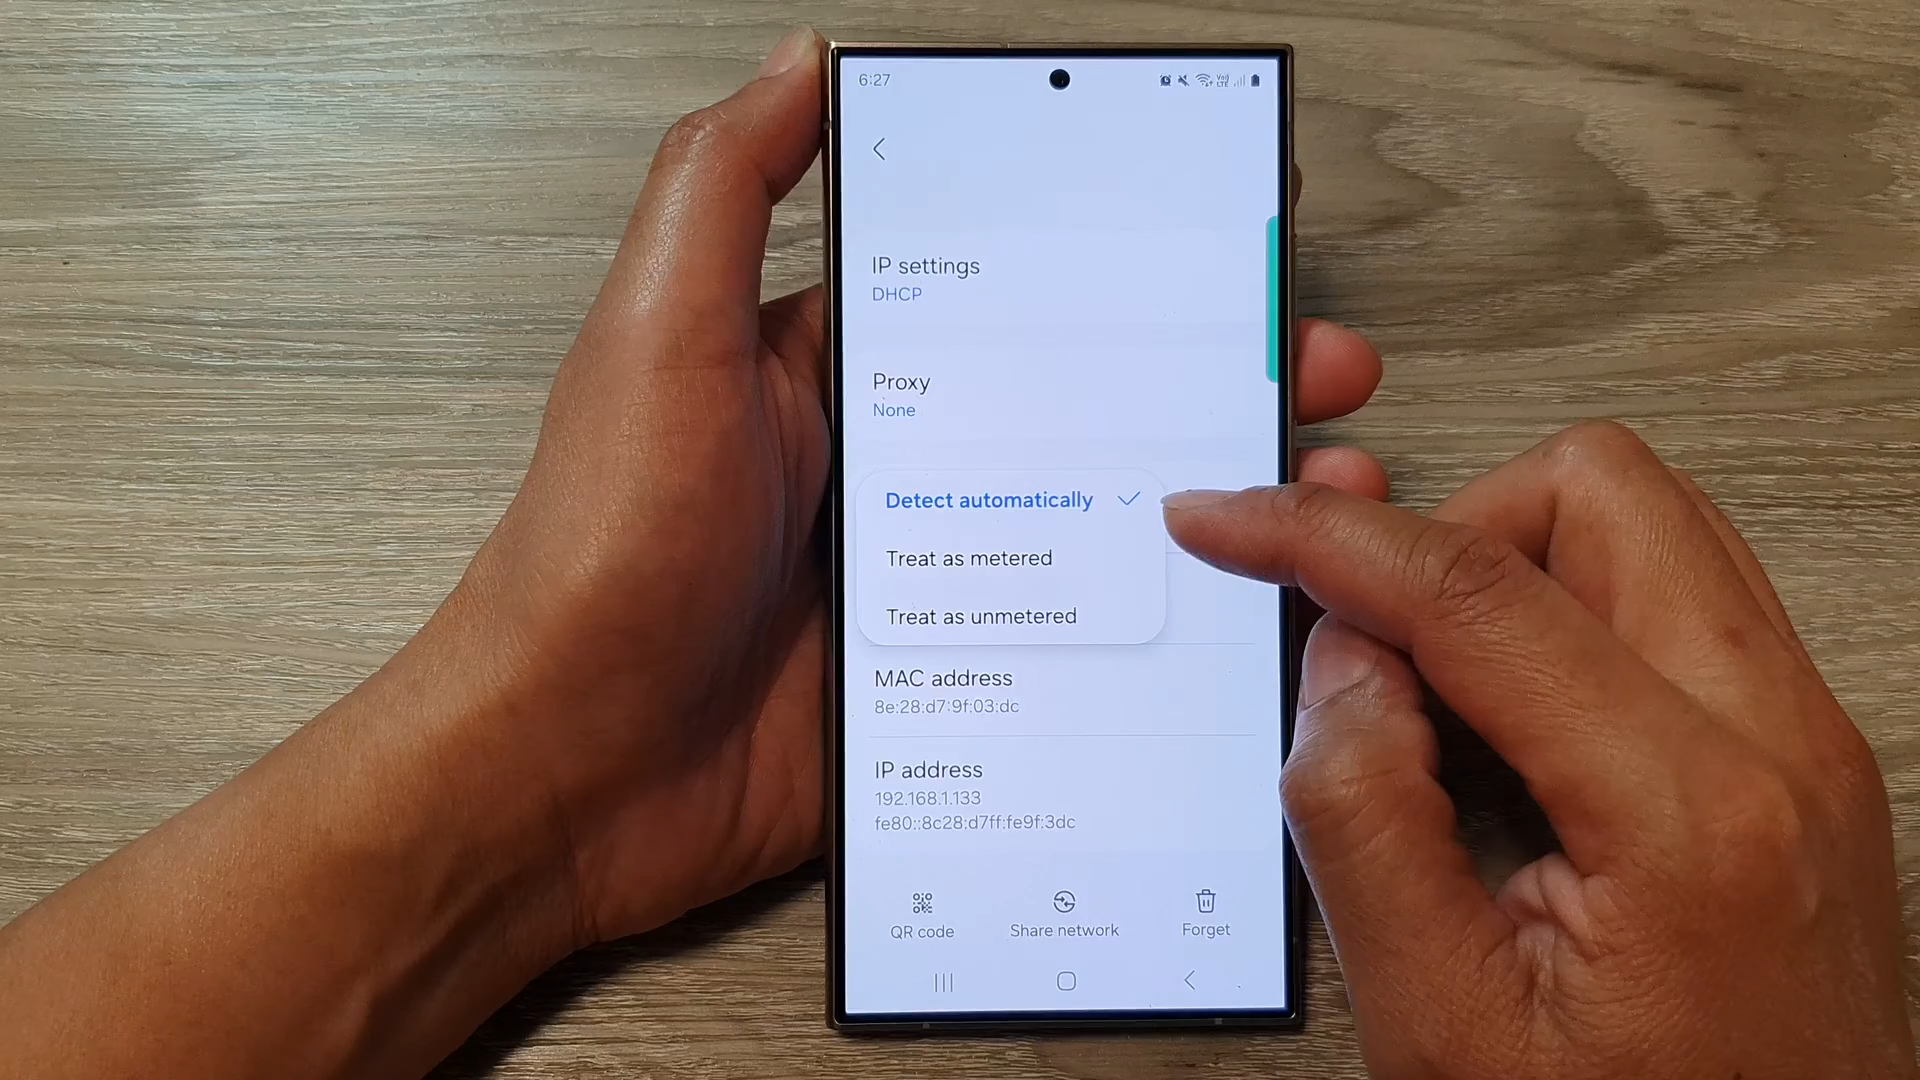 6:27
Vo)) LTE
IP settings
DHCP
Proxy
None
Detect automatically
Treat as metered
Treat as unmetered
MAC address
8e:28:d7:9f:03:dc
IP address
192.168.1.133
fe80::8c28:d7ff:fe9f:3dc
QR code
Share network
Forget